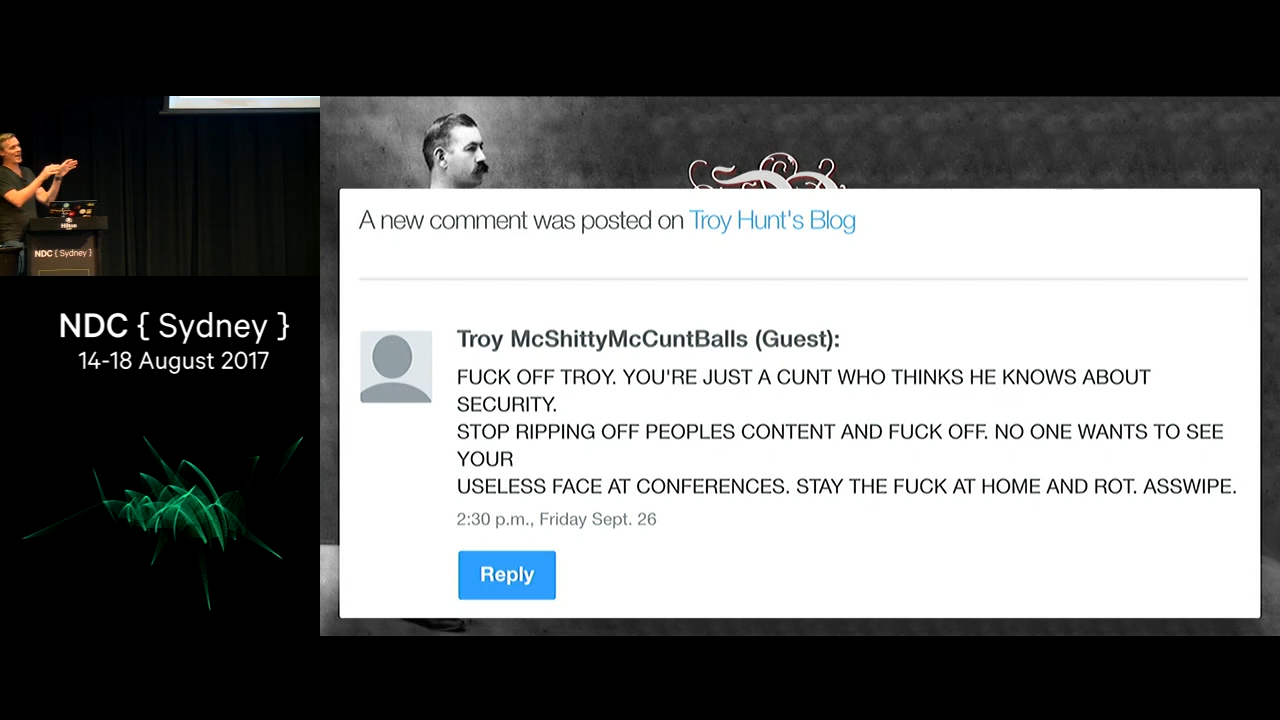 Hilton
NDC { Sydney }
NDC { Sydney }
14-18 August 2017
A new comment was posted on Troy Hunt's Blog
Troy McShittyMcCuntBalls (Guest):
FUCK OFF TROY. YOU'RE JUST A CUNT WHO THINKS HE KNOWS ABOUT
SECURITY.
STOP RIPPING OFF PEOPLES CONTENT AND FUCK OFF. NO ONE WANTS TO SEE
YOUR
USELESS FACE AT CONFERENCES. STAY THE FUCK AT HOME AND ROT. ASSWIPE.
2:30 p.m., Friday Sept. 26
Reply